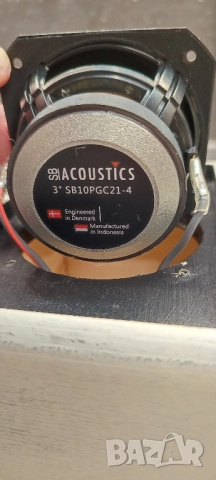 SB ACOUSTICS
3" SB10PGC21-4
Engineered
in Denmark
Manufactured
in Indonesia
BAZAR